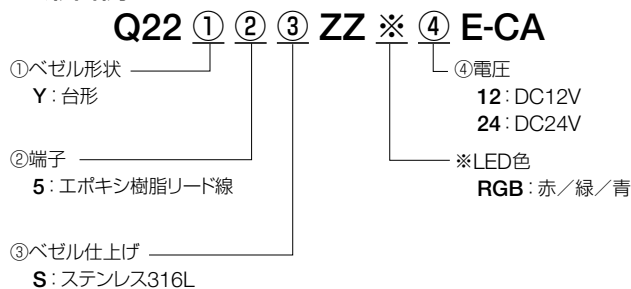 Q22 ① ② ③ ZZ ※ ④ E-CA
①ベゼル形状
Y：台形
④電圧
12：DC12V
24：DC24V
②端子
5：エポキシ樹脂リード線
※LED色
RGB：赤／緑／青
③ベゼル仕上げ
S：ステンレス316L